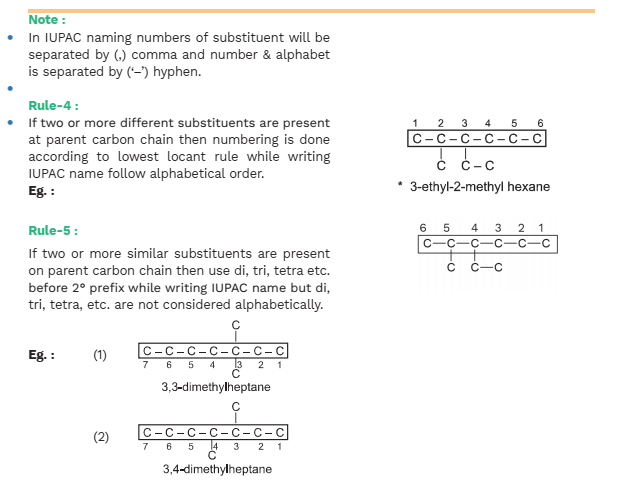 Note :
• In IUPAC naming numbers of substituent will be
separated by (,) comma and number & alphabet
is separated by (‘–’) hyphen.
•
Rule-4 :
• If two or more different substituents are present
at parent carbon chain then numbering is done
according to lowest locant rule while writing
IUPAC name follow alphabetical order.
Eg. :
1 2 3 4 5 6
C – C – C – C – C – C
C C – C
* 3-ethyl-2-methyl hexane
Rule-5 :
If two or more similar substituents are present
on parent carbon chain then use di, tri, tetra etc.
before 2° prefix while writing IUPAC name but di,
tri, tetra, etc. are not considered alphabetically.
6 5 4 3 2 1
C—C—C—C—C—C
C C—C
Eg. : (1)
C
C – C – C – C – C – C – C
7 6 5 4 3 2 1
C
3,3-dimethylheptane
(2)
C
C – C – C – C – C – C – C
7 6 5 4 3 2 1
C
3,4-dimethylheptane